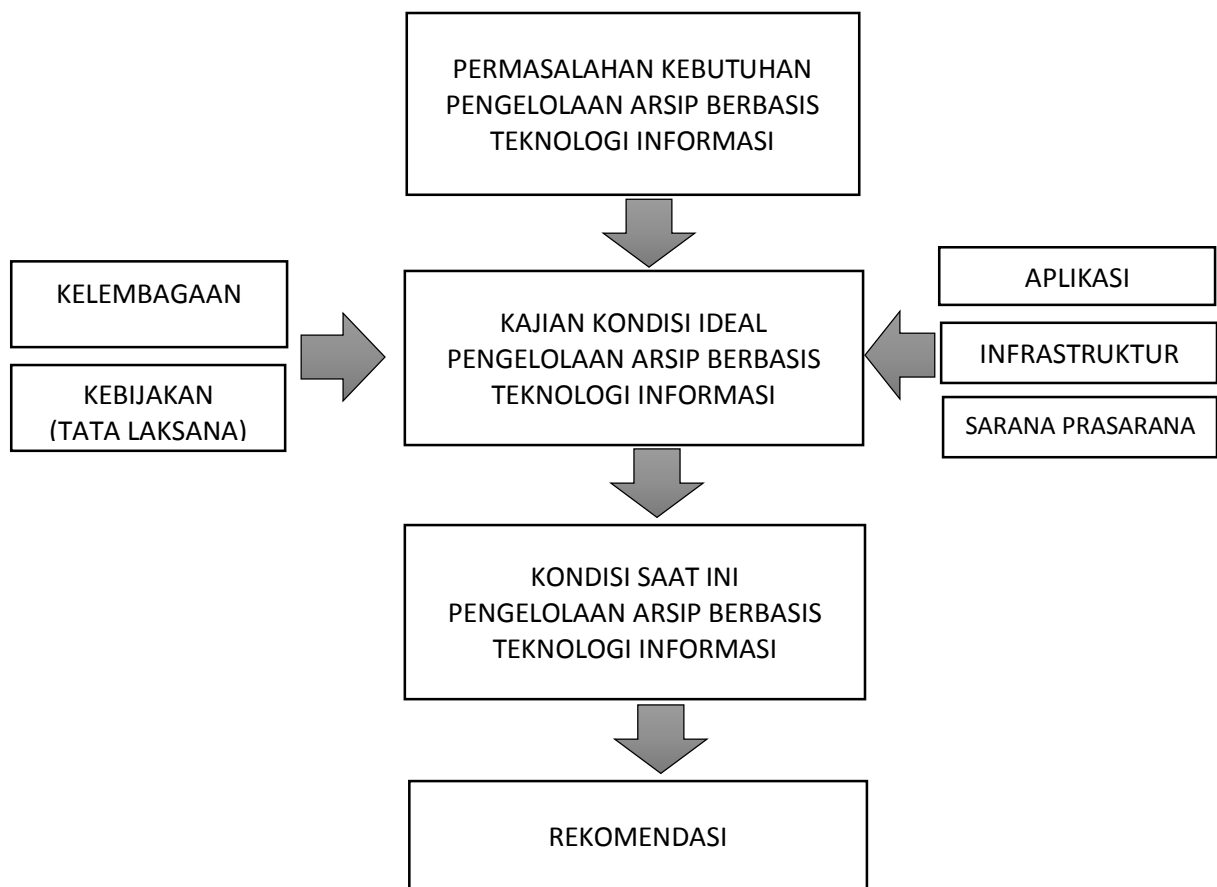 PERMASALAHAN KEBUTUHAN
PENGELOLAAN ARSIP BERBASIS
TEKNOLOGI INFORMASI
KELEMBAGAAN
KEBIJAKAN
(TATA LAKSANA)
KAJIAN KONDISI IDEAL
PENGELOLAAN ARSIP BERBASIS
TEKNOLOGI INFORMASI
APLIKASI
INFRASTRUKTUR
SARANA PRASARANA
KONDISI SAAT INI
PENGELOLAAN ARSIP BERBASIS
TEKNOLOGI INFORMASI
REKOMENDASI